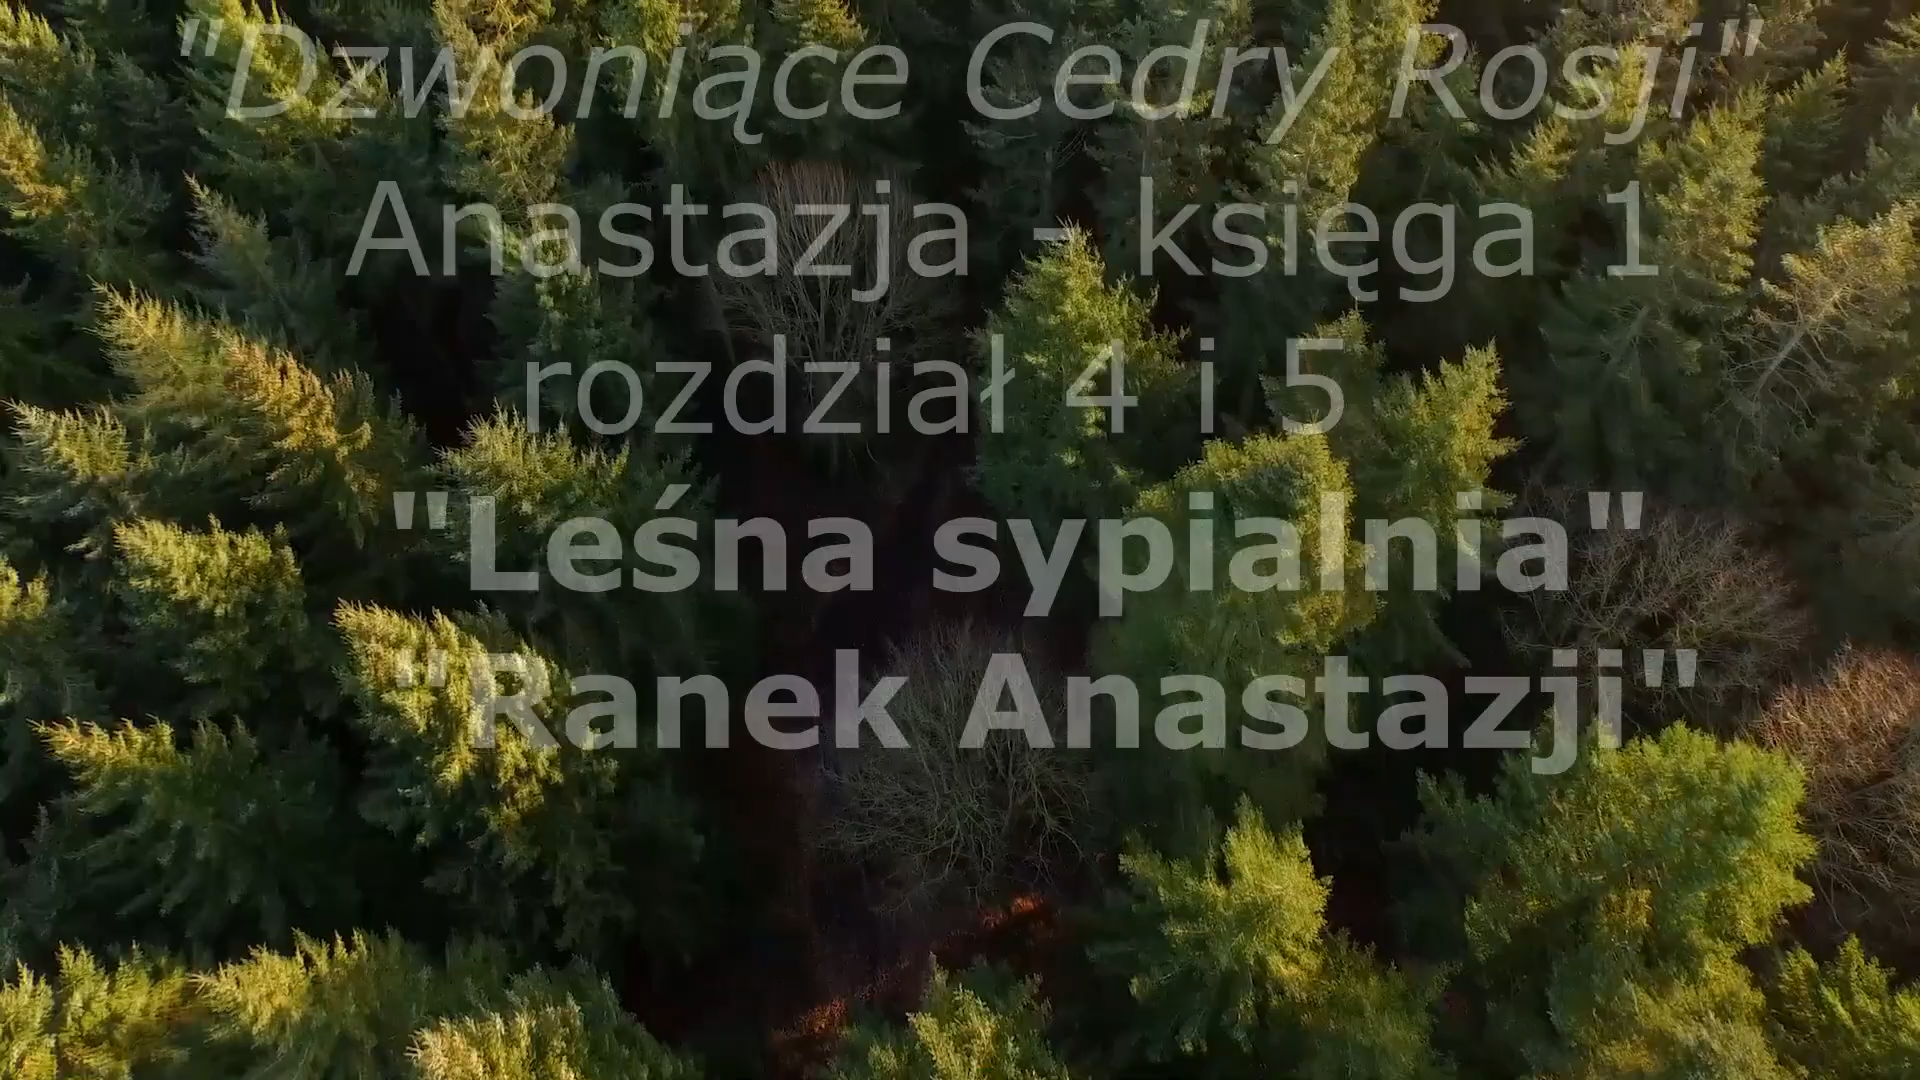 "Dzwoniące Cedry Rosji"
Anastazja - księga 1
rozdział 4 i 5
"Leśna sypialnia"
"Ranek Anastazji"